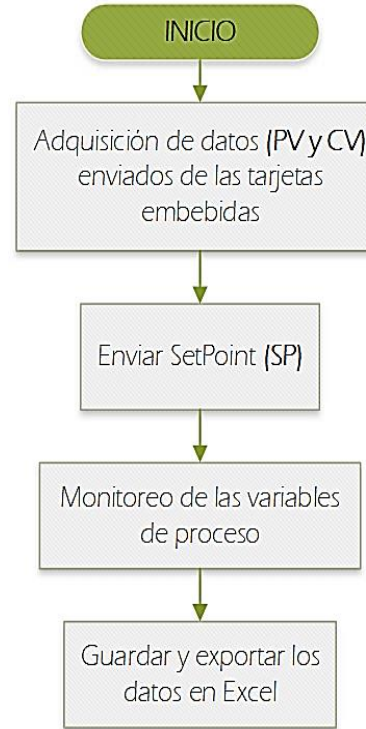 INICIO
Adquisición de datos (PV y CV)
enviados de las tarjetas
embebidas
Enviar SetPoint (SP)
Monitoreo de las variables
de proceso
Guardar y exportar los
datos en Excel